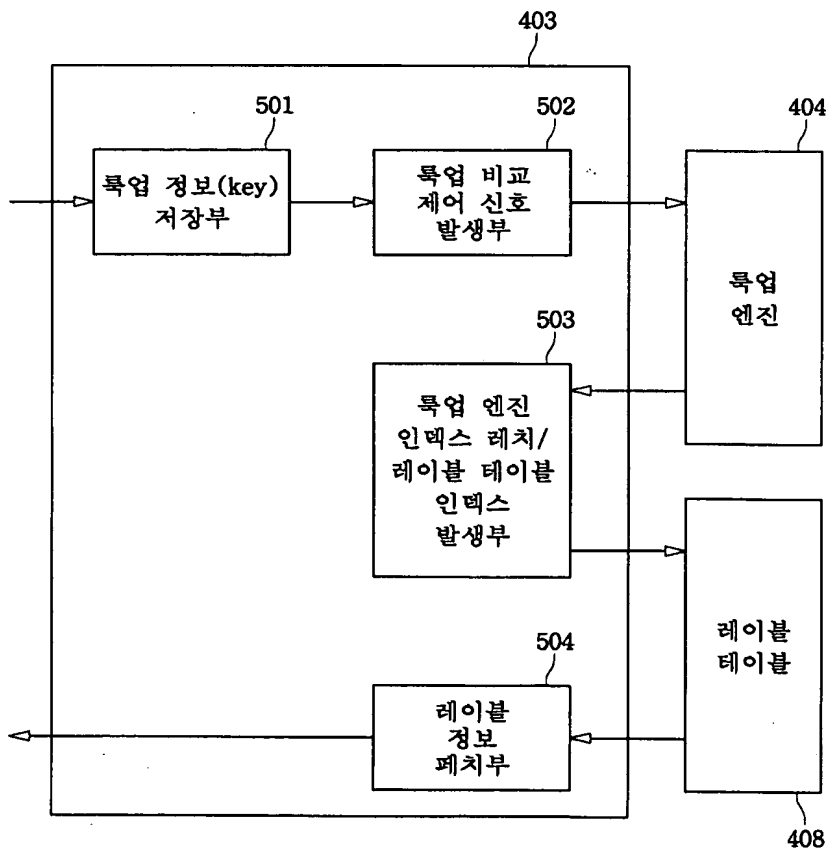 403
501
룩업 정보(key)
저장부
502
룩업 비교
제어 신호
발생부
404
룩업
엔진
503
룩업 엔진
인덱스 레치/
레이블 테이블
인덱스
발생부
504
레이블
정보
페치부
레이블
테이블
408